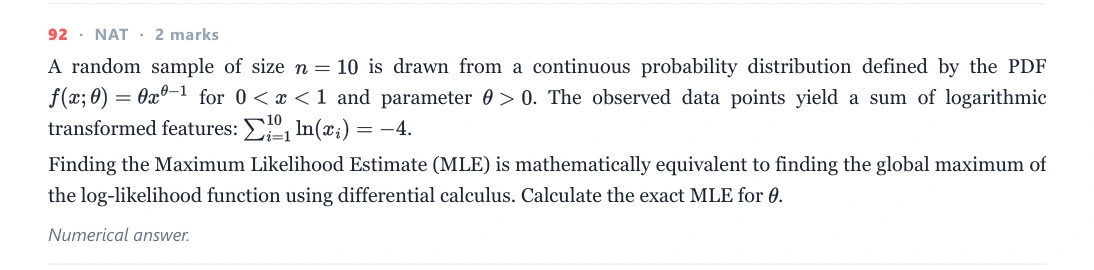 92 · NAT · 2 marks
A random sample of size n = 10 is drawn from a continuous probability distribution defined by the PDF
f(x; θ) = θx^{θ−1} for 0 < x < 1 and parameter θ > 0. The observed data points yield a sum of logarithmic
transformed features: ∑_{i=1}^{10} ln(x_i) = −4.
Finding the Maximum Likelihood Estimate (MLE) is mathematically equivalent to finding the global maximum of
the log-likelihood function using differential calculus. Calculate the exact MLE for θ.
Numerical answer.